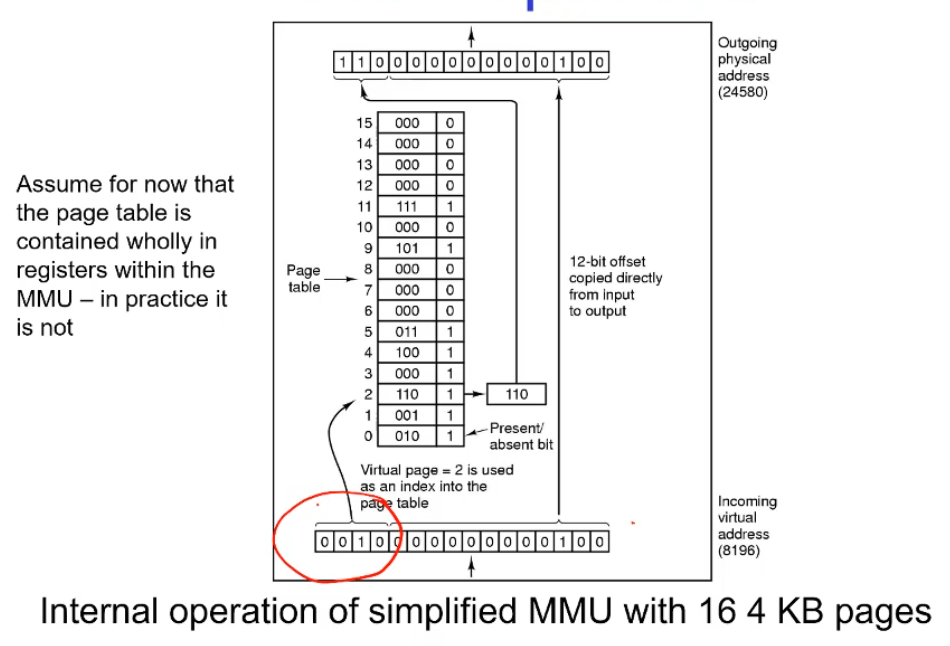 Outgoing
physical
address
(24580)
1 1 0 0 0 0 0 0 0 0 0 0 1 0 0
15 000 0
14 000 0
13 000 0
12 000 0
11 111 1
10 000 0
9 101 1
8 000 0
7 000 0
6 000 0
5 011 1
4 100 1
3 000 1
2 110 1
1 001 1
0 010 1
Page
table
110
Present/
absent bit
12-bit offset
copied directly
from input
to output
Assume for now that
the page table is
contained wholly in
registers within the
MMU – in practice it
is not
Virtual page = 2 is used
as an index into the
page table
0 0 1 0 0 0 0 0 0 0 0 0 0 1 0 0
Incoming
virtual
address
(8196)
Internal operation of simplified MMU with 16 4 KB pages